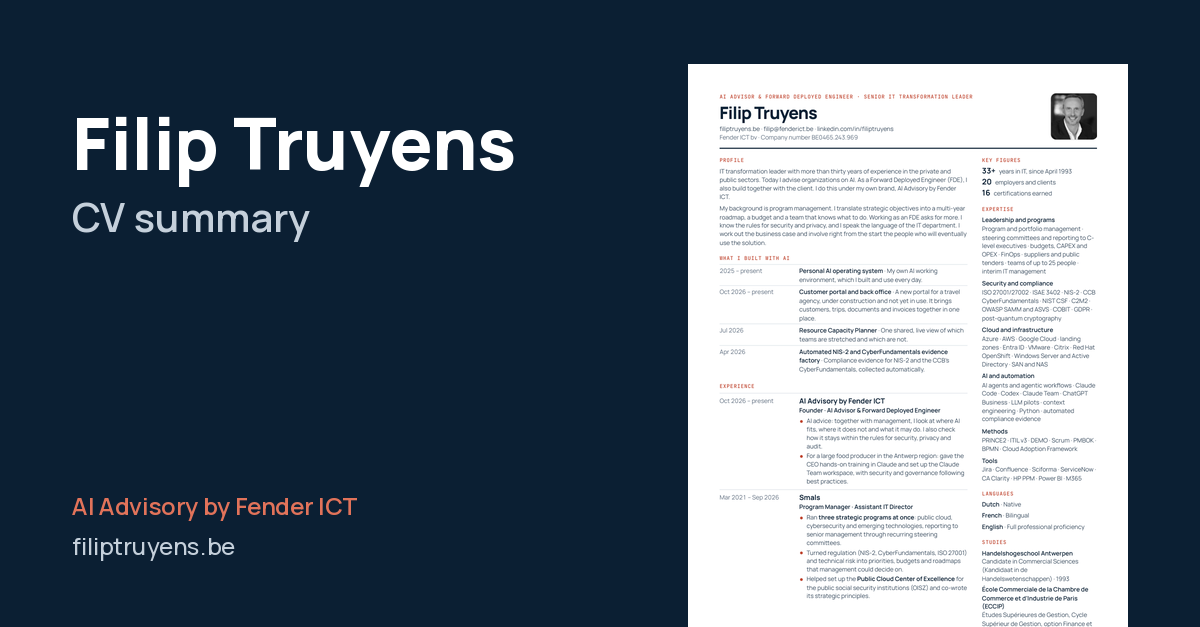 Filip Truyens
CV summary
AI Advisory by Fender ICT
filiptruyens.be
AI ADVISOR & FORWARD DEPLOYED ENGINEER · SENIOR IT TRANSFORMATION LEADER
Filip Truyens
filiptruyens.be · filip@fenderict.be · linkedin.com/in/filiptruyens
Fender ICT bv · Company number BE0465.243.969
PROFILE
IT transformation leader with more than thirty years of experience in the private and
public sectors. Today I advise organizations on AI. As a Forward Deployed Engineer (FDE), I
also build together with the client. I do this under my own brand, AI Advisory by Fender
ICT.
My background is program management. I translate strategic objectives into a multi-year
roadmap, a budget and a team that knows what to do. Working as an FDE asks for more. I
know the rules for security and privacy, and I speak the language of the IT department. I
work out the business case and involve right from the start the people who will eventually
use the solution.
WHAT I BUILT WITH AI
2025 – present
Personal AI operating system · My own AI working
environment, which I built and use every day.
Oct 2026 – present
Customer portal and back office · A new portal for a travel
agency, under construction and not yet in use. It brings
customers, trips, documents and invoices together in one
place.
Jul 2026
Resource Capacity Planner · One shared, live view of which
teams are stretched and which are not.
Apr 2026
Automated NIS-2 and CyberFundamentals evidence
factory · Compliance evidence for NIS-2 and the CCB's
CyberFundamentals, collected automatically.
EXPERIENCE
Oct 2026 – present
AI Advisory by Fender ICT
Founder · AI Advisor & Forward Deployed Engineer
AI advice: together with management, I look at where AI
fits, where it does not and what it may do. I also check
how it stays within the rules for security, privacy and
audit.
For a large food producer in the Antwerp region: gave the
CEO hands-on training in Claude and set up the Claude
Team workspace, with security and governance following
best practices.
Mar 2021 – Sep 2026
Smals
Program Manager · Assistant IT Director
Ran three strategic programs at once: public cloud,
cybersecurity and emerging technologies, reporting to
senior management through recurring steering
committees.
Turned regulation (NIS-2, CyberFundamentals, ISO 27001)
and technical risk into priorities, budgets and roadmaps
that management could decide on.
Helped set up the Public Cloud Center of Excellence for
the public social security institutions (OISZ) and co-wrote
its strategic principles.
KEY FIGURES
33+ years in IT, since April 1993
20 employers and clients
16 certifications earned
EXPERTISE
Leadership and programs
Program and portfolio management ·
steering committees and reporting to C-
level executives · budgets, CAPEX and
OPEX · FinOps · suppliers and public
tenders · teams of up to 25 people ·
interim IT management
Security and compliance
ISO 27001/27002 · ISAE 3402 · NIS-2 · CCB
CyberFundamentals · NIST CSF · C2M2 ·
OWASP SAMM and ASVS · COBIT · GDPR ·
post-quantum cryptography
Cloud and infrastructure
Azure · AWS · Google Cloud · landing
zones · Entra ID · VMware · Citrix · Red Hat
OpenShift · Windows Server and Active
Directory · SAN and NAS
AI and automation
AI agents and agentic workflows · Claude
Code · Codex · Claude Team · ChatGPT
Business · LLM pilots · context
engineering · Python · automated
compliance evidence
Methods
PRINCE2 · ITIL v3 · DEMO · Scrum · PMBOK ·
BPMN · Cloud Adoption Framework
Tools
Jira · Confluence · Sciforma · ServiceNow ·
CA Clarity · HP PPM · Power BI · M365
LANGUAGES
Dutch · Native
French · Bilingual
English · Full professional proficiency
STUDIES
Handelshogeschool Antwerpen
Candidate in Commercial Sciences
(Kandidaat in de
Handelswetenschappen) · 1993
École Commerciale de la Chambre de
Commerce et d'Industrie de Paris
(ECCIP)
Études Supérieures de Gestion, Cycle
Supérieur de Gestion, option Finance et